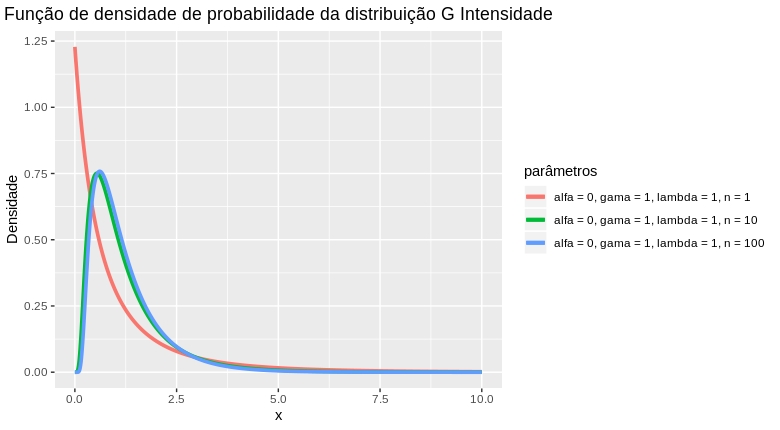 Função de densidade de probabilidade da distribuição G Intensidade
1.25
1.00
0.75
0.50
0.25
0.00
Densidade
0.0
2.5
5.0
7.5
10.0
x
parâmetros
alfa = 0, gama = 1, lambda = 1, n = 1
alfa = 0, gama = 1, lambda = 1, n = 10
alfa = 0, gama = 1, lambda = 1, n = 100